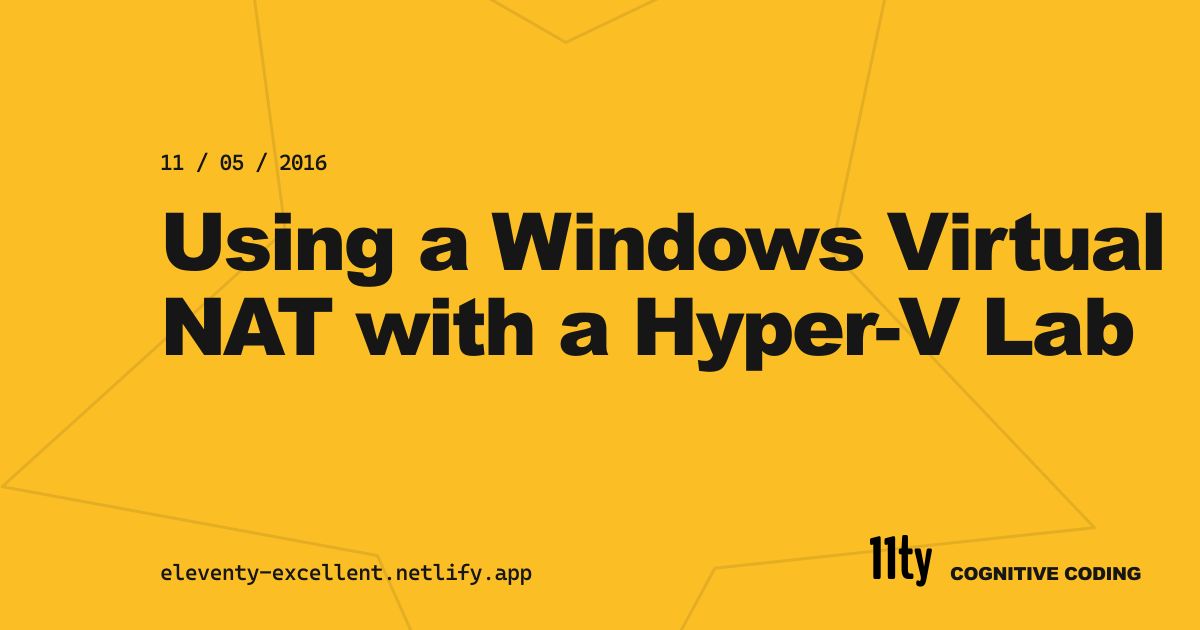 11 / 05 / 2016
Using a Windows Virtual
NAT with a Hyper-V Lab
eleventy-excellent.netlify.app
11ty COGNITIVE CODING